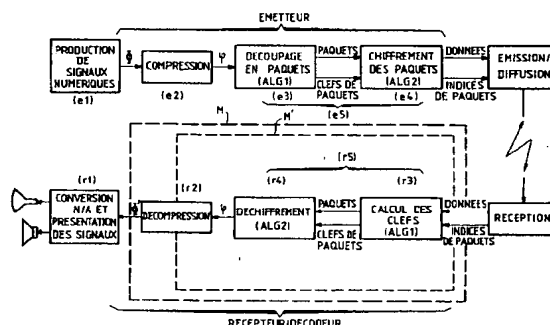 EMETTEUR
PRODUCTION
DE
SIGNAUX
NUMERIQUES
(e1)
Φ
COMPRESSION
(e2)
φ
DECOUPAGE
EN PAQUETS
(ALG1)
(e3)
PAQUETS
CLEFS DE
PAQUETS
(e5)
CHIFFREMENT
DES PAQUETS
(ALG2)
(e4)
DONNEES
INDICES
DE PAQUETS
EMISSION/
DIFFUSION
M
M'
(r1)
CONVERSION
N/A ET
PRESENTATION
DES SIGNAUX
Φ
(r2)
DECOMPRESSION
φ
(r5)
(r4)
DECHIFFREMENT
(ALG2)
PAQUETS
CLEFS DE
PAQUETS
(r3)
CALCUL DES
CLEFS
(ALG1)
DONNEES
INDICES
DE PAQUETS
RECEPTION
RECEPTEUR/DECODEUR